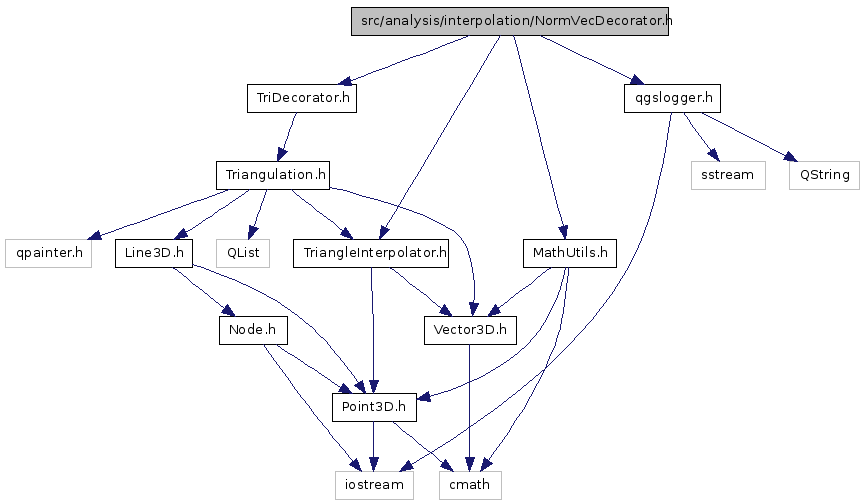 src/analysis/interpolation/NormVecDecorator.h
TriDecorator.h
qgslogger.h
Triangulation.h
sstream
QString
qpainter.h
Line3D.h
QList
TriangleInterpolator.h
MathUtils.h
Node.h
Vector3D.h
Point3D.h
iostream
cmath